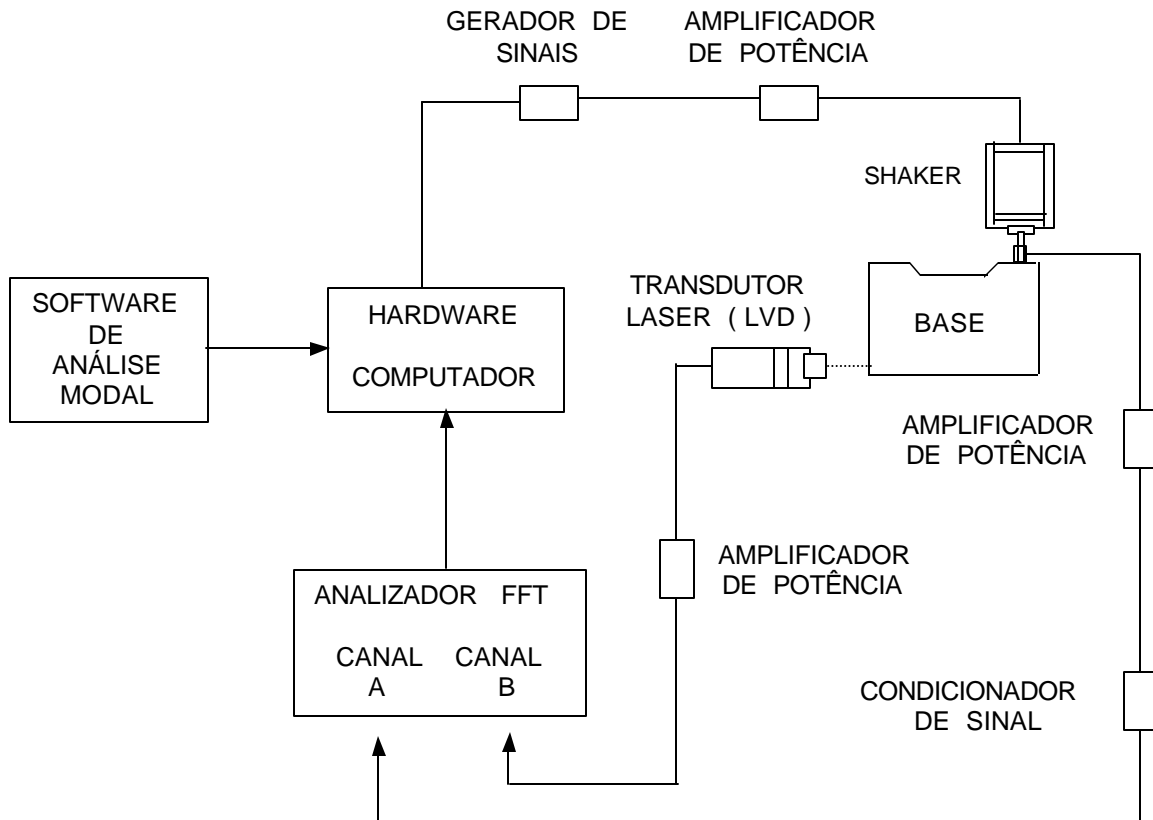 GERADOR DE
SINAIS
AMPLIFICADOR
DE POTÊNCIA
SHAKER
TRANSDUTOR
LASER ( LVD )
BASE
SOFTWARE
DE
ANÁLISE
MODAL
HARDWARE
COMPUTADOR
AMPLIFICADOR
DE POTÊNCIA
AMPLIFICADOR
DE POTÊNCIA
ANALIZADOR FFT
CANAL
A
CANAL
B
CONDICIONADOR
DE SINAL